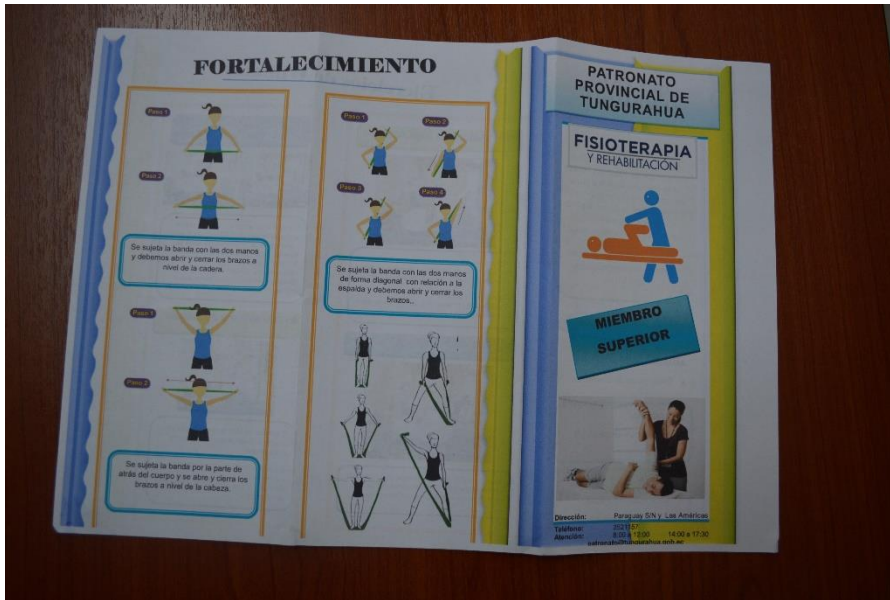 FORTALECIMIENTO
Paso 1
Paso 2
Se sujeta la banda con las dos manos
y debemos abrir y cerrar los brazos a
nivel de la cadera.
Paso 1
Paso 2
Se sujeta la banda por la parte de
atrás del cuerpo y se abre y cierra los
brazos a nivel de la cabeza.
Paso 1
Paso 2
Paso 3
Paso 4
Se sujeta la banda con las dos manos
de forma diagonal con relación a la
espalda y debemos abrir y cerrar los
brazos..
PATRONATO
PROVINCIAL DE
TUNGURAHUA
FISIOTERAPIA
Y REHABILITACIÓN
MIEMBRO
SUPERIOR
Dirección: Paraguay S/N y Las Américas
Teléfono:
Atención: 8:00 a 12:00 14:00 a 17:30